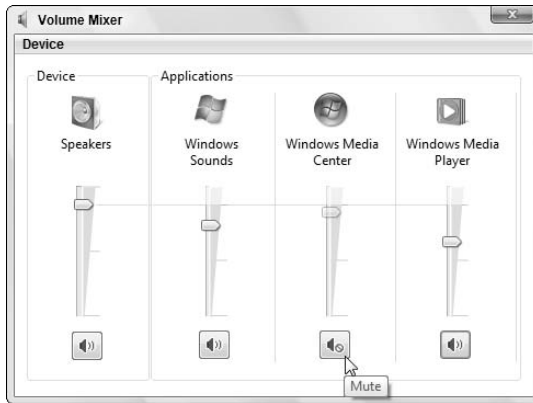 Volume Mixer
Device
Device
Applications
Speakers
Windows
Sounds
Windows Media
Center
Windows Media
Player
Mute